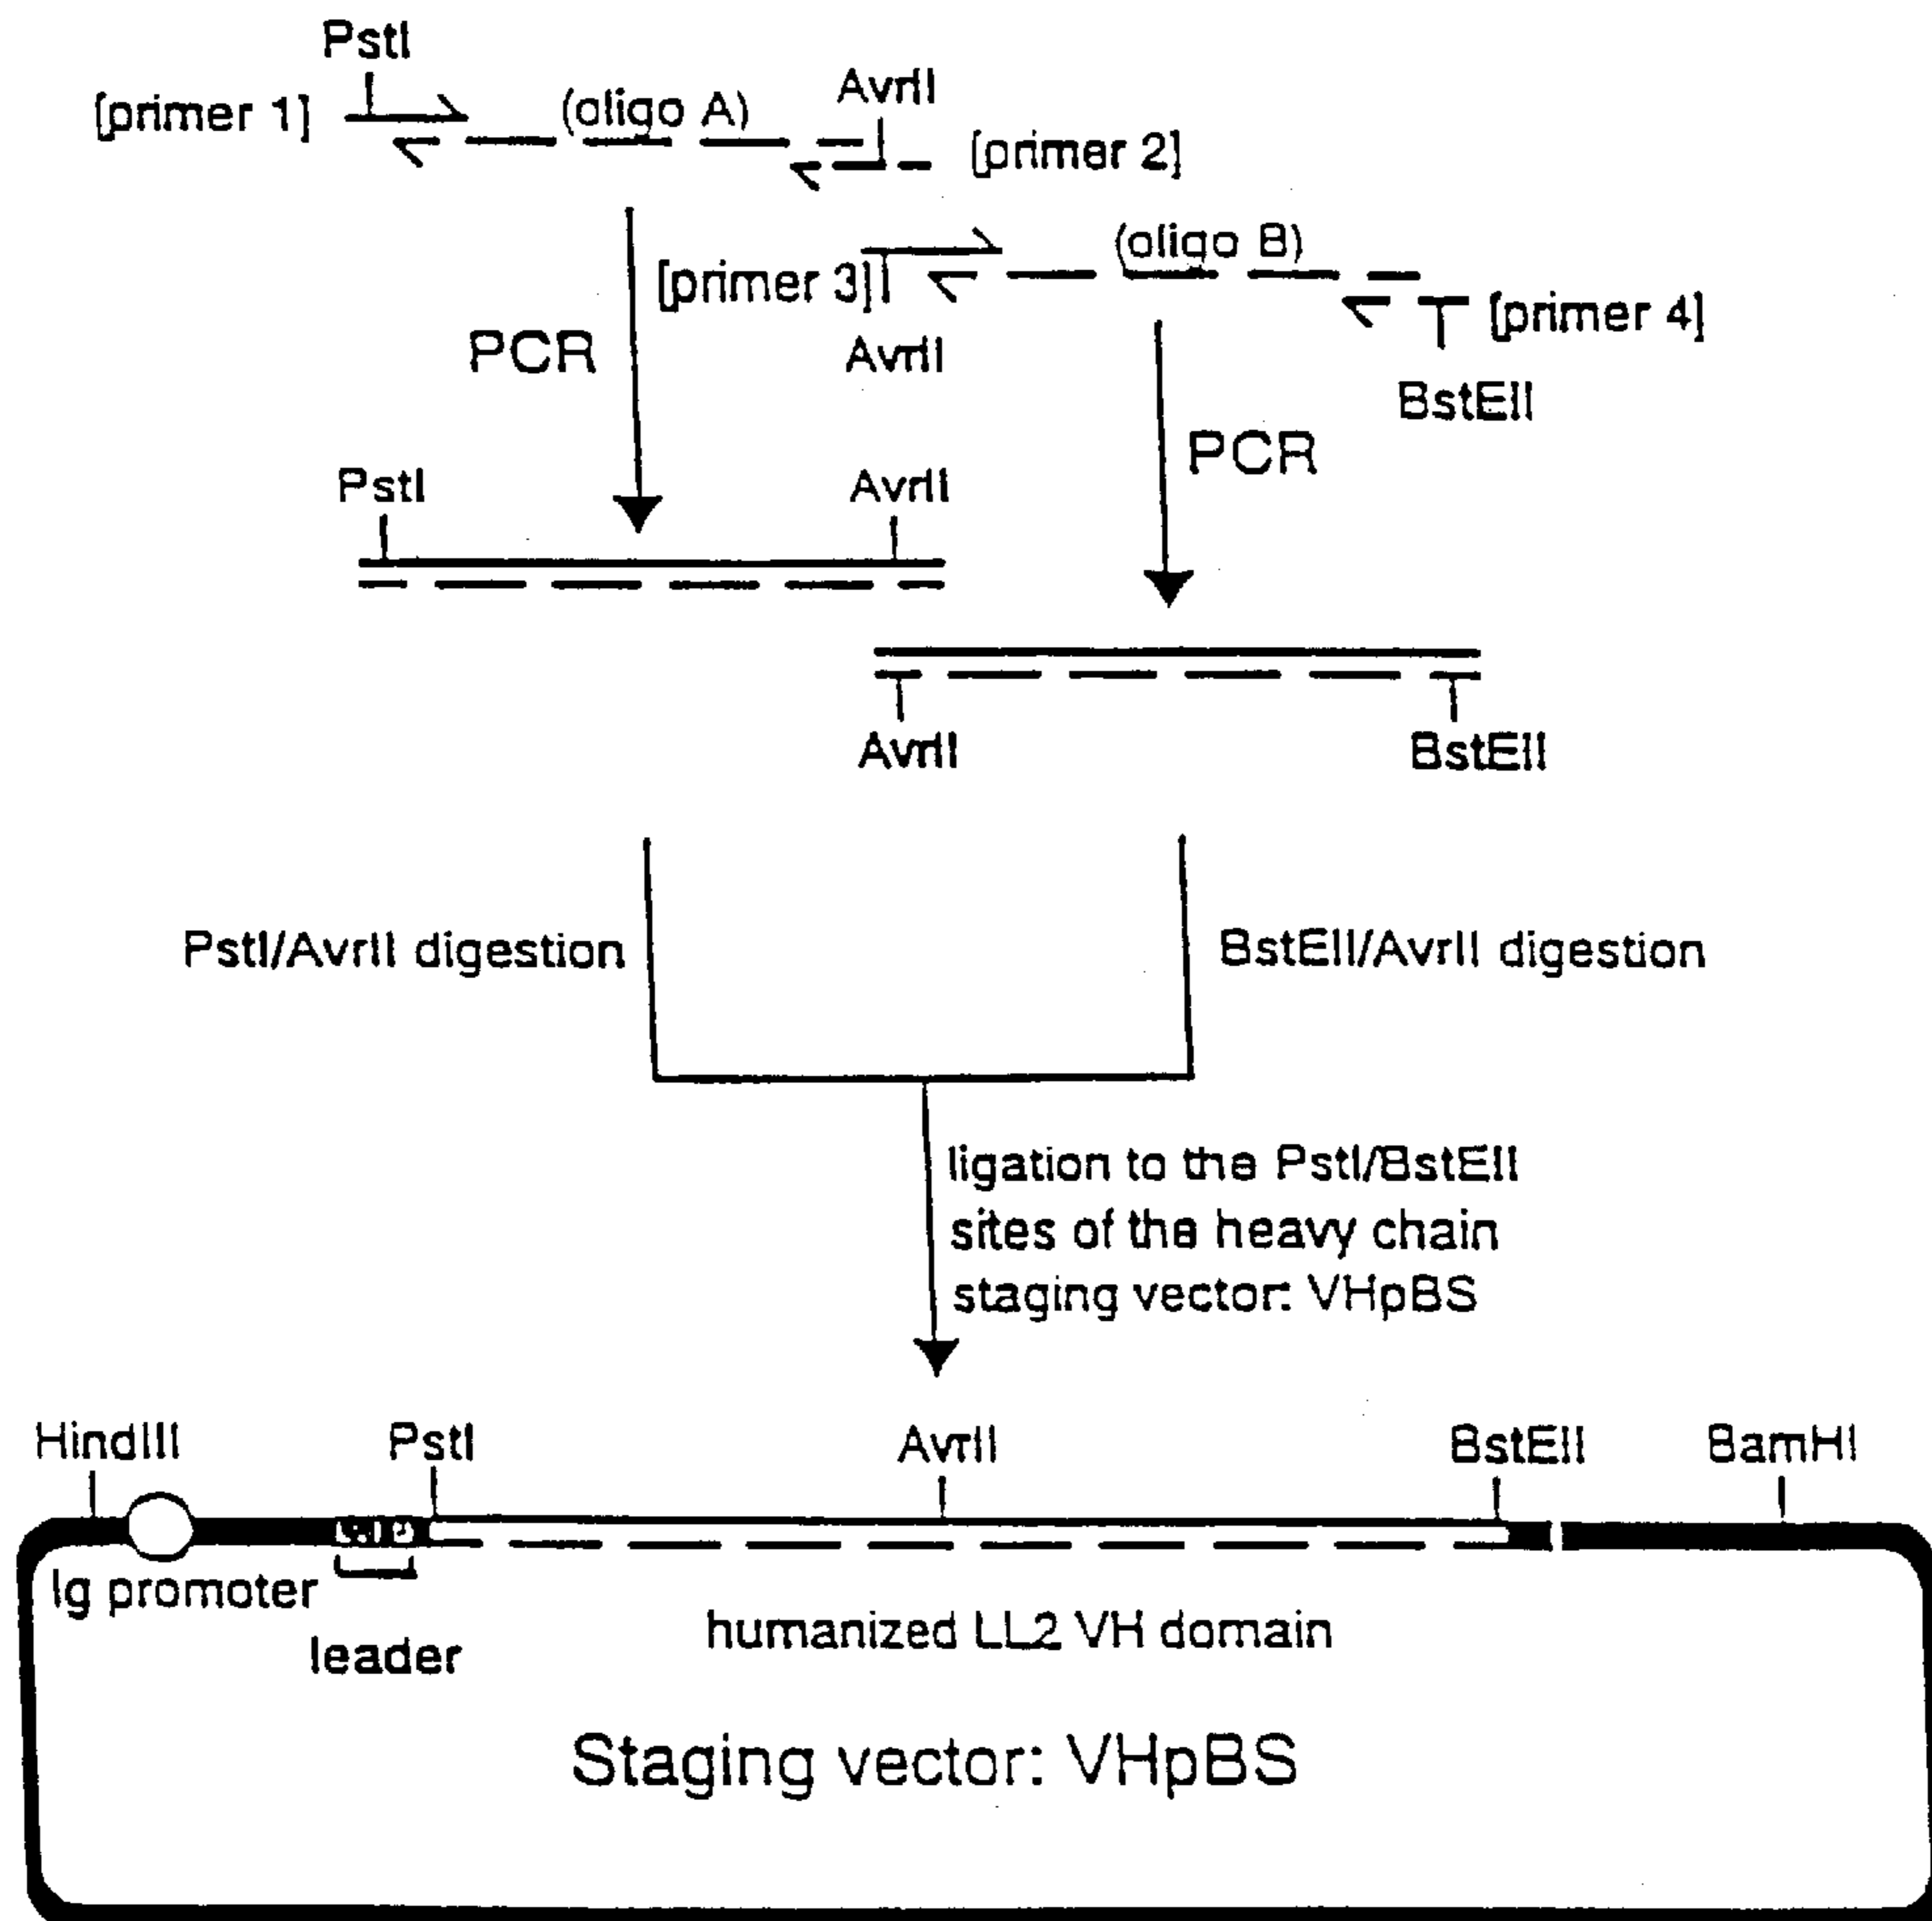 PstI
[primer 1]
(oligo A)
AvrII
[primer 2]
[primer 3]
(oligo B)
AvrII
[primer 4]
BstEII
PCR
PCR
PstI
AvrII
AvrII
BstEII
PstI/AvrII digestion
BstEII/AvrII digestion
ligation to the PstI/BstEII
sites of the heavy chain
staging vector: VHpBS
HindIII
PstI
AvrII
BstEII
BamHI
Ig promoter
leader
humanized LL2 VH domain
Staging vector: VHpBS